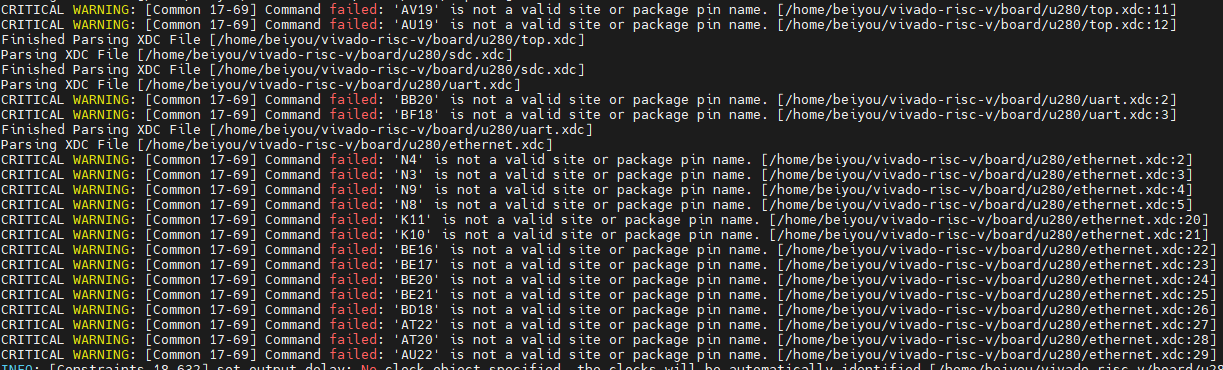 CRITICAL WARNING: [Common 17-69] Command failed: 'AV19' is not a valid site or package pin name. [/home/beiyou/vivado-risc-v/board/u280/top.xdc:11]
CRITICAL WARNING: [Common 17-69] Command failed: 'AU19' is not a valid site or package pin name. [/home/beiyou/vivado-risc-v/board/u280/top.xdc:12]
Finished Parsing XDC File [/home/beiyou/vivado-risc-v/board/u280/top.xdc]
Parsing XDC File [/home/beiyou/vivado-risc-v/board/u280/sdc.xdc]
Finished Parsing XDC File [/home/beiyou/vivado-risc-v/board/u280/sdc.xdc]
Parsing XDC File [/home/beiyou/vivado-risc-v/board/u280/uart.xdc]
CRITICAL WARNING: [Common 17-69] Command failed: 'BB20' is not a valid site or package pin name. [/home/beiyou/vivado-risc-v/board/u280/uart.xdc:2]
CRITICAL WARNING: [Common 17-69] Command failed: 'BF18' is not a valid site or package pin name. [/home/beiyou/vivado-risc-v/board/u280/uart.xdc:3]
Finished Parsing XDC File [/home/beiyou/vivado-risc-v/board/u280/uart.xdc]
Parsing XDC File [/home/beiyou/vivado-risc-v/board/u280/ethernet.xdc]
CRITICAL WARNING: [Common 17-69] Command failed: 'N4' is not a valid site or package pin name. [/home/beiyou/vivado-risc-v/board/u280/ethernet.xdc:2]
CRITICAL WARNING: [Common 17-69] Command failed: 'N3' is not a valid site or package pin name. [/home/beiyou/vivado-risc-v/board/u280/ethernet.xdc:3]
CRITICAL WARNING: [Common 17-69] Command failed: 'N9' is not a valid site or package pin name. [/home/beiyou/vivado-risc-v/board/u280/ethernet.xdc:4]
CRITICAL WARNING: [Common 17-69] Command failed: 'N8' is not a valid site or package pin name. [/home/beiyou/vivado-risc-v/board/u280/ethernet.xdc:5]
CRITICAL WARNING: [Common 17-69] Command failed: 'K11' is not a valid site or package pin name. [/home/beiyou/vivado-risc-v/board/u280/ethernet.xdc:20]
CRITICAL WARNING: [Common 17-69] Command failed: 'K10' is not a valid site or package pin name. [/home/beiyou/vivado-risc-v/board/u280/ethernet.xdc:21]
CRITICAL WARNING: [Common 17-69] Command failed: 'BE16' is not a valid site or package pin name. [/home/beiyou/vivado-risc-v/board/u280/ethernet.xdc:22]
CRITICAL WARNING: [Common 17-69] Command failed: 'BE17' is not a valid site or package pin name. [/home/beiyou/vivado-risc-v/board/u280/ethernet.xdc:23]
CRITICAL WARNING: [Common 17-69] Command failed: 'BE20' is not a valid site or package pin name. [/home/beiyou/vivado-risc-v/board/u280/ethernet.xdc:24]
CRITICAL WARNING: [Common 17-69] Command failed: 'BE21' is not a valid site or package pin name. [/home/beiyou/vivado-risc-v/board/u280/ethernet.xdc:25]
CRITICAL WARNING: [Common 17-69] Command failed: 'BD18' is not a valid site or package pin name. [/home/beiyou/vivado-risc-v/board/u280/ethernet.xdc:26]
CRITICAL WARNING: [Common 17-69] Command failed: 'AT22' is not a valid site or package pin name. [/home/beiyou/vivado-risc-v/board/u280/ethernet.xdc:27]
CRITICAL WARNING: [Common 17-69] Command failed: 'AT20' is not a valid site or package pin name. [/home/beiyou/vivado-risc-v/board/u280/ethernet.xdc:28]
CRITICAL WARNING: [Common 17-69] Command failed: 'AU22' is not a valid site or package pin name. [/home/beiyou/vivado-risc-v/board/u280/ethernet.xdc:29]
INFO: [Constraints 18-632] set_output_delay: No clock object specified, the clocks will be automatically identified [/home/beiyou/vivado-risc-v/board/u280